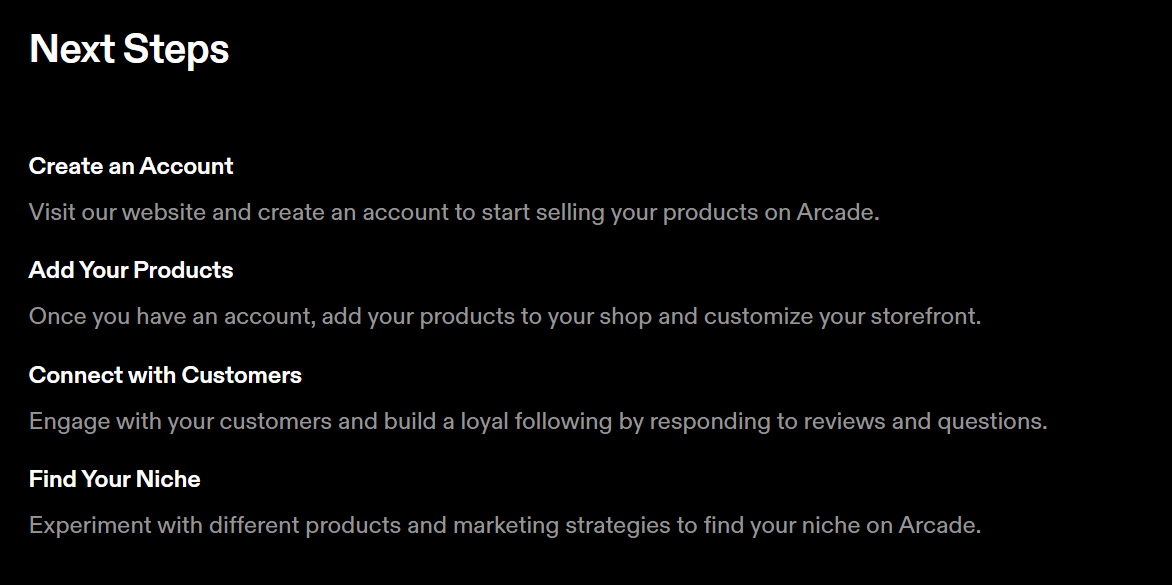 Next Steps
Create an Account
Visit our website and create an account to start selling your products on Arcade.
Add Your Products
Once you have an account, add your products to your shop and customize your storefront.
Connect with Customers
Engage with your customers and build a loyal following by responding to reviews and questions.
Find Your Niche
Experiment with different products and marketing strategies to find your niche on Arcade.